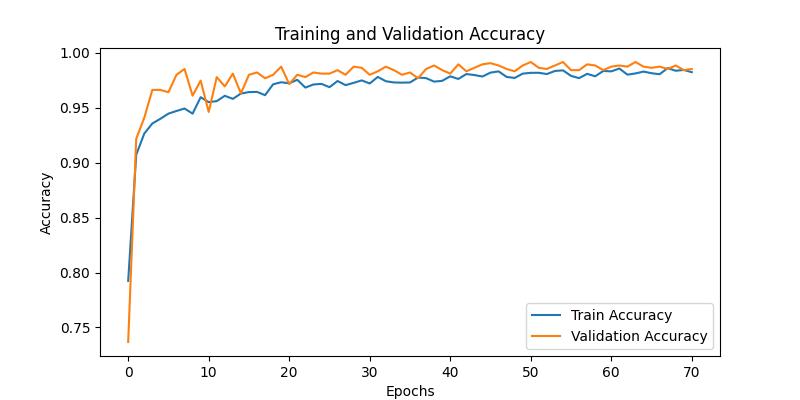 Training and Validation Accuracy
1.00
0.95
0.90
0.85
0.80
0.75
Accuracy
0 10 20 30 40 50 60 70
Epochs
Train Accuracy
Validation Accuracy